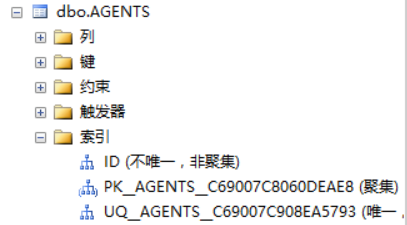 dbo.AGENTS
列
键
约束
触发器
索引
ID (不唯一，非聚集)
PK__AGENTS__C69007C8060DEAE8 (聚集)
UQ__AGENTS__C69007C908EA5793 (唯一，